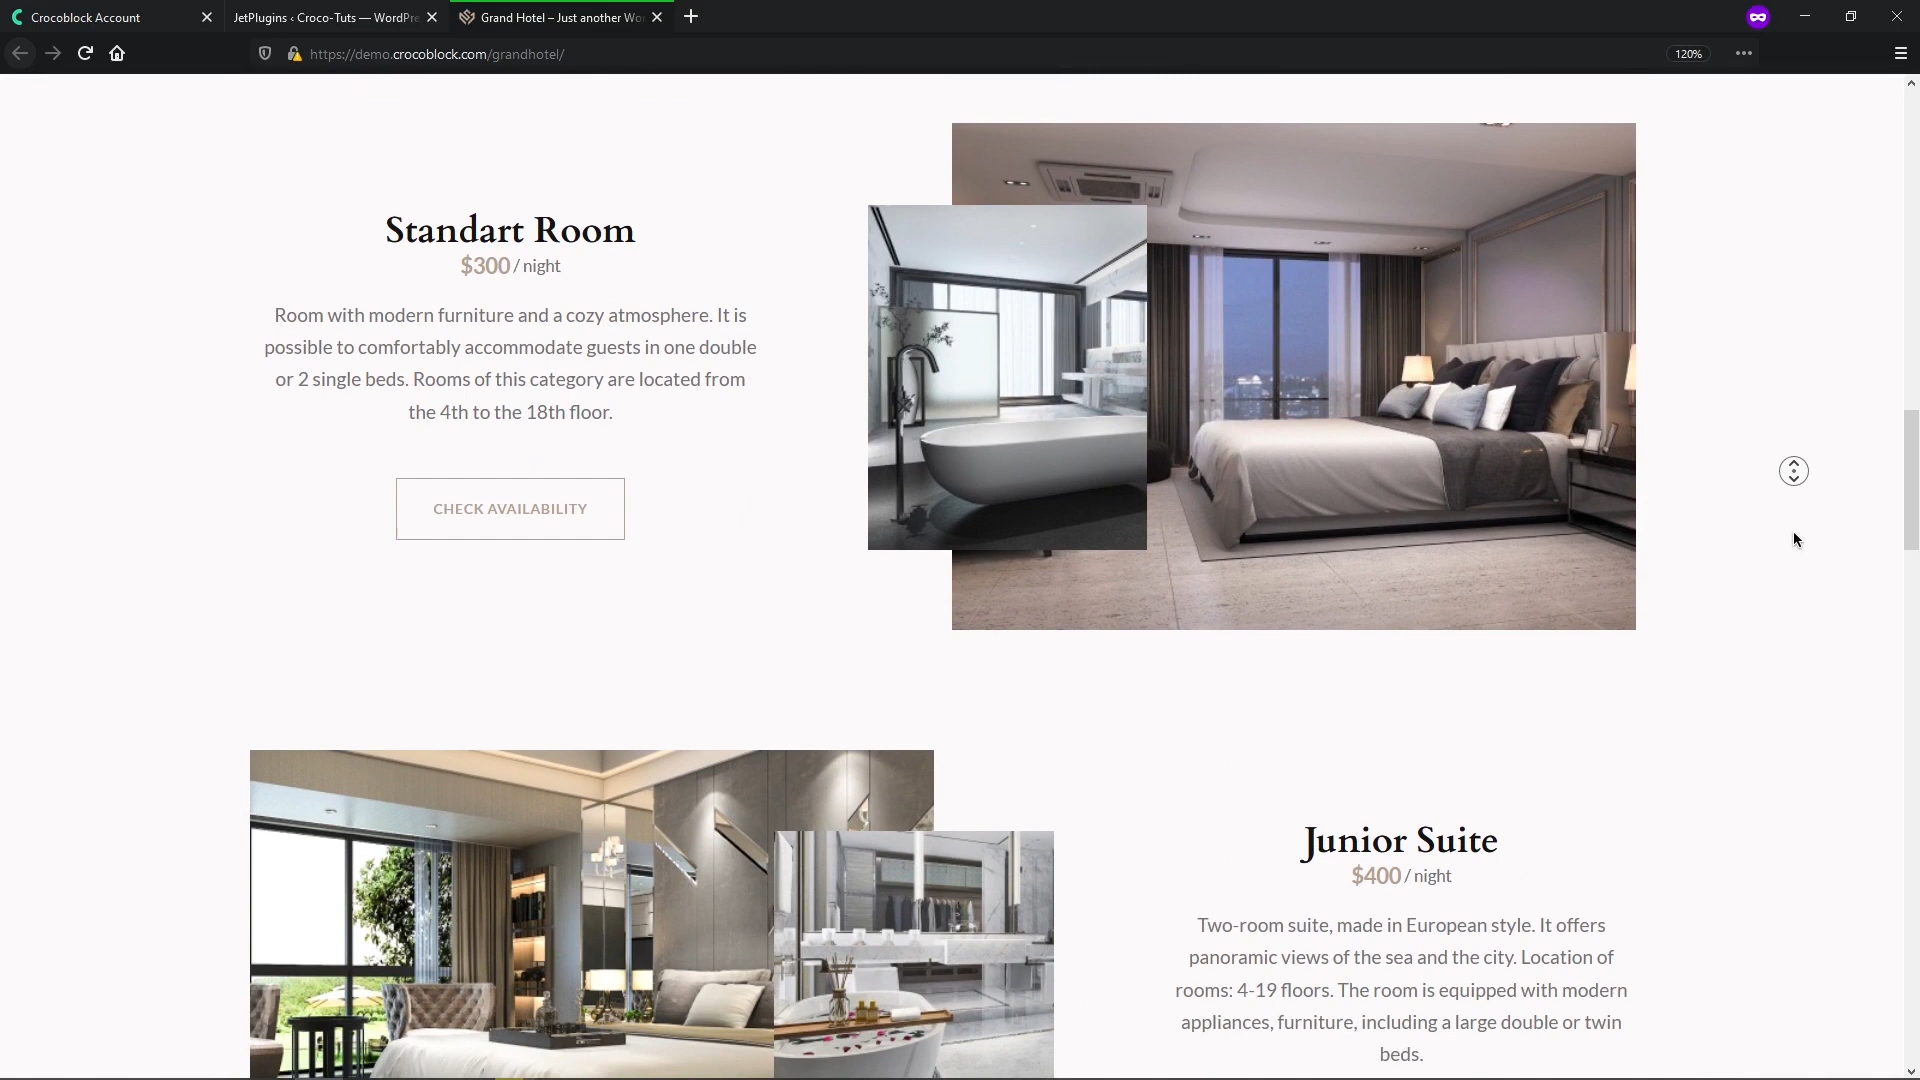 Crocoblock Account
JetPlugins ‹ Croco-Tuts — WordPre
Grand Hotel – Just another Wo
https://demo.crocoblock.com/grandhotel/
120%
Standart Room
$300 / night
Room with modern furniture and a cozy atmosphere. It is
possible to comfortably accommodate guests in one double
or 2 single beds. Rooms of this category are located from
the 4th to the 18th floor.
CHECK AVAILABILITY
Junior Suite
$400 / night
Two-room suite, made in European style. It offers
panoramic views of the sea and the city. Location of
rooms: 4-19 floors. The room is equipped with modern
appliances, furniture, including a large double or twin
beds.